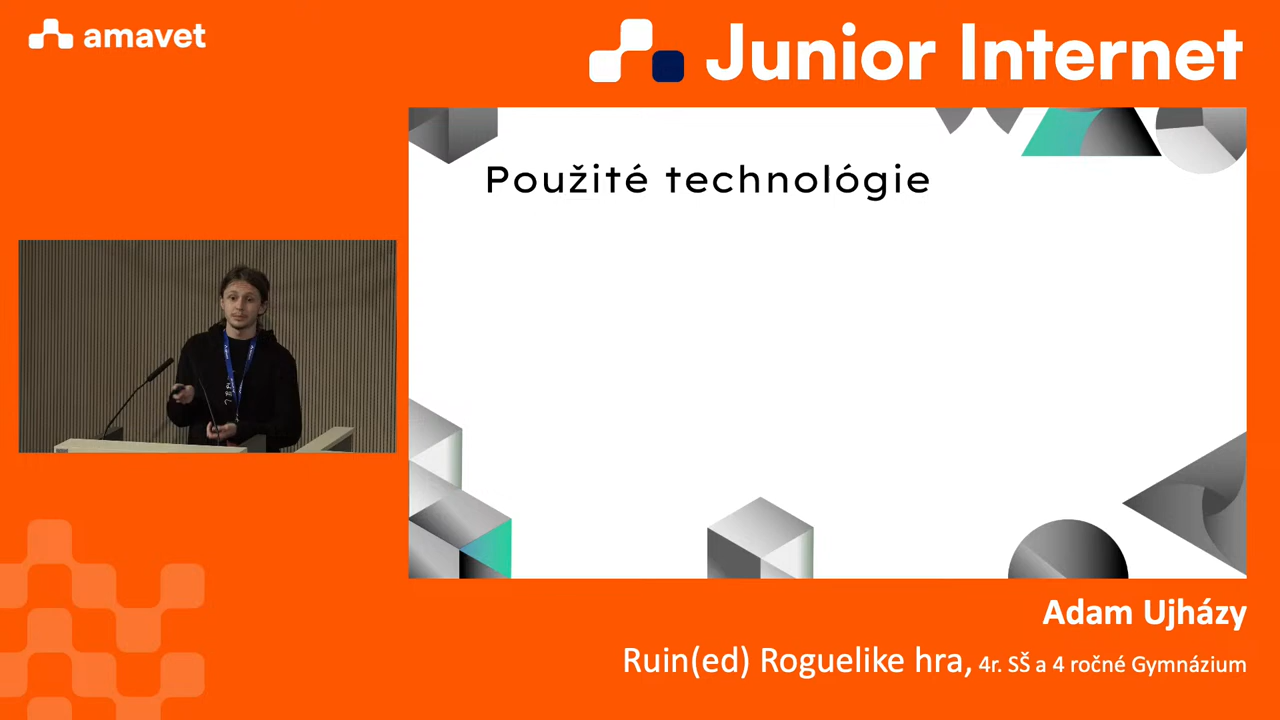 amavet
Junior Internet
Použité technológie
Adam Ujházy
Ruin(ed) Roguelike hra, 4r. SŠ a 4 ročné Gymnázium